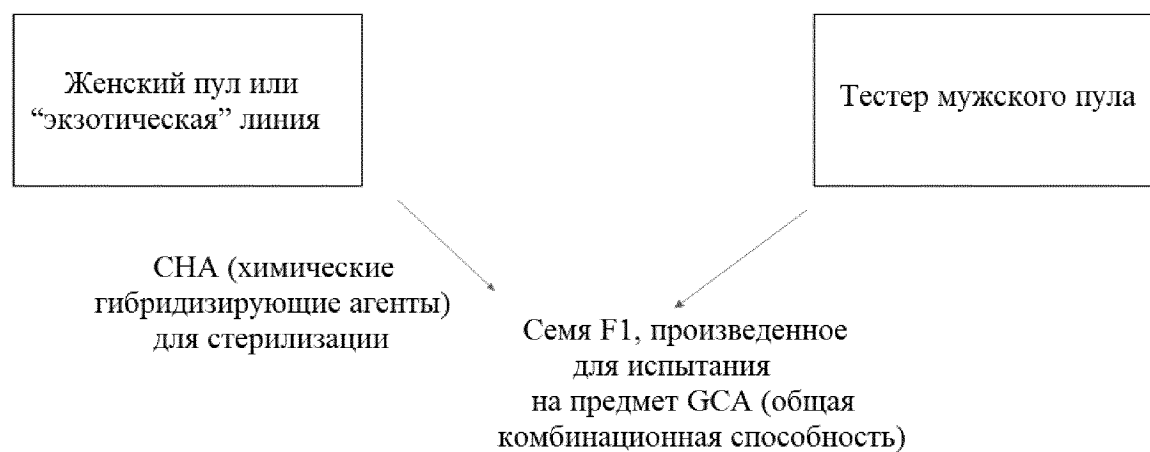 Женский пул или
“экзотическая” линия
Тестер мужского пула
CHA (химические
гибридизирующие агенты)
для стерилизации
Семя F1, произведенное
для испытания
на предмет GCA (общая
комбинационная способность)